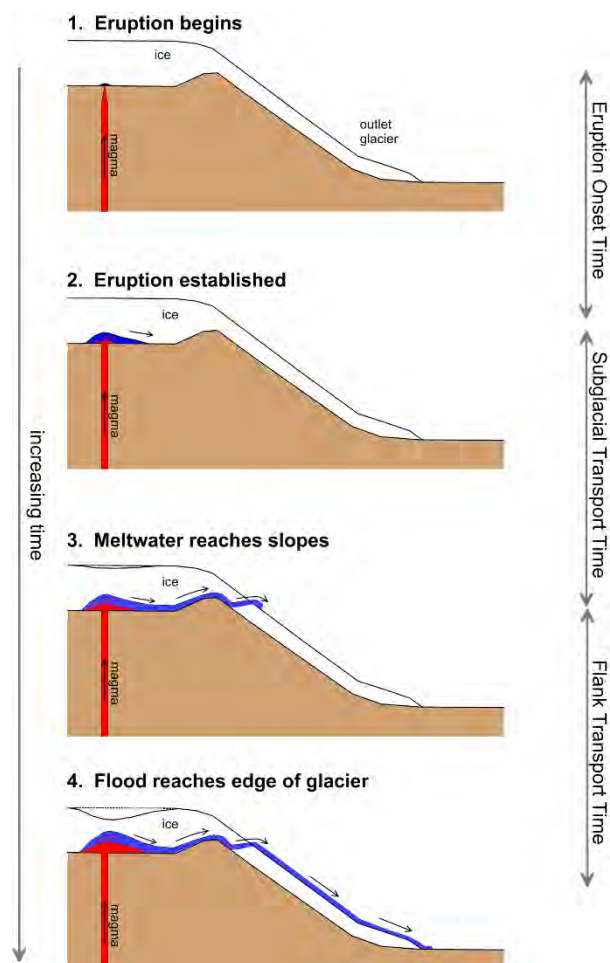 1. Eruption begins
ice
outlet
glacier
magma
Eruption Onset Time
2. Eruption established
ice
magma
Subglacial Transport Time
increasing time
3. Meltwater reaches slopes
ice
magma
Flank Transport Time
4. Flood reaches edge of glacier
ice
magma